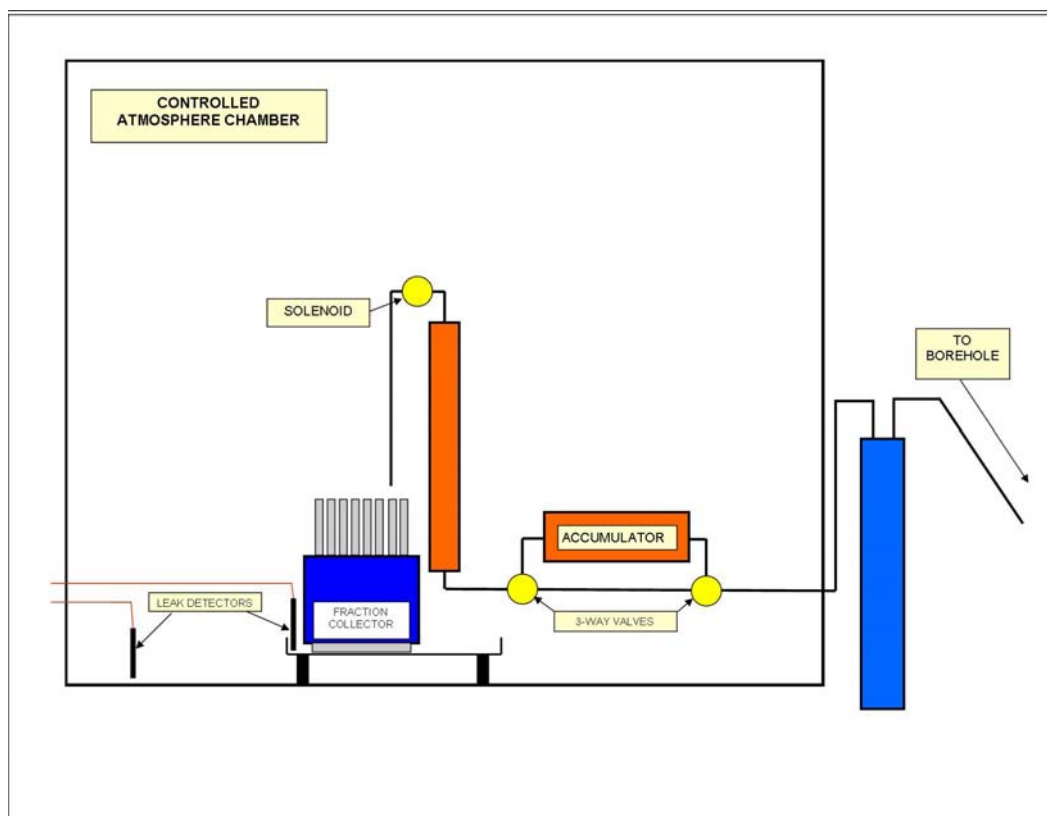 CONTROLLED
ATMOSPHERE CHAMBER
SOLENOID
TO
BOREHOLE
ACCUMULATOR
LEAK DETECTORS
FRACTION
COLLECTOR
3-WAY VALVES